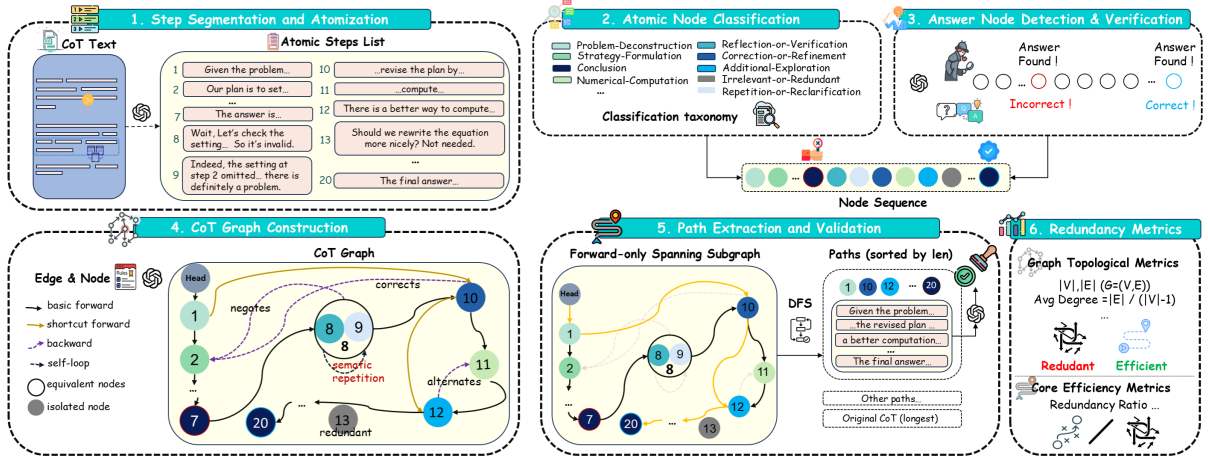 1. Step Segmentation and Atomization
CoT Text
Atomic Steps List
1
Given the problem...
2
Our plan is to set...
...
7
The answer is...
8
Wait, Let's check the
setting... So it's invalid.
9
Indeed, the setting at
step 2 omitted... there is
definitely a problem.
10
...revise the plan by...
11
...compute...
12
There is a better way to compute...
13
Should we rewrite the equation
more nicely? Not needed.
...
20
The final answer...
2. Atomic Node Classification
Problem-Deconstruction
Strategy-Formulation
Conclusion
Numerical-Computation
...
Reflection-or-Verification
Correction-or-Refinement
Additional-Exploration
Irrelevant-or-Redundant
Repetition-or-Reclarification
Classification taxonomy
3. Answer Node Detection & Verification
Answer
Found !
Answer
Found !
...
...
Incorrect !
Correct !
...
...
Node Sequence
4. CoT Graph Construction
Edge & Node
Rules
basic forward
shortcut forward
backward
self-loop
equivalent nodes
isolated node
CoT Graph
Head
1
2
...
7
20
...
13
redundant
negates
corrects
8
9
8
sematic
repetition
10
11
alternates
12
5. Path Extraction and Validation
Forward-only Spanning Subgraph
Head
1
2
...
7
20
...
13
8
9
8
10
11
12
DFS
Paths (sorted by len)
1
10
12
...
20
Given the problem...
...the revised plan ...
a better computation...
...
The final answer...
Other paths...
Original CoT (longest)
6. Redundancy Metrics
Graph Topological Metrics
|V|,|E| (G=(V,E))
Avg Degree =|E| / (|V|-1)
...
Redudant
Efficient
Core Efficiency Metrics
Redundancy Ratio ...